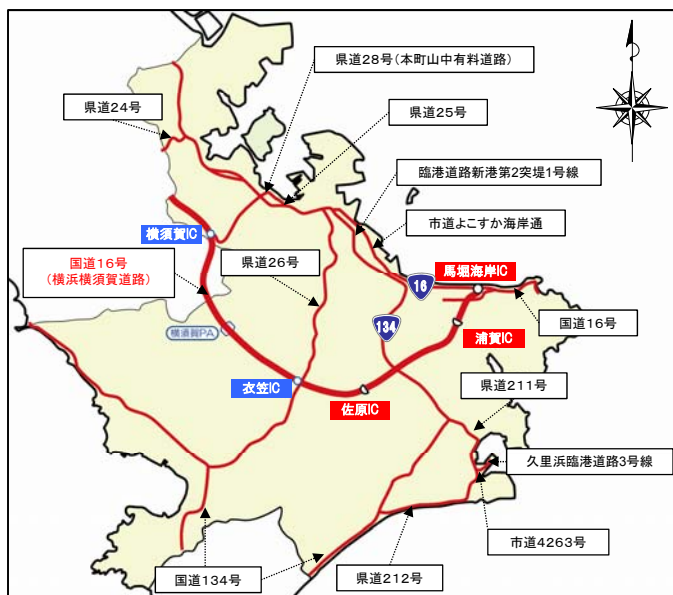 県道28号(本町山中有料道路)
県道24号
県道25号
臨港道路新港第2突堤1号線
市道よこすか海岸通
横須賀IC
国道16号
(横浜横須賀道路)
県道26号
馬堀海岸IC
16
国道16号
134
横須賀PA
浦賀IC
衣笠IC
佐原IC
県道211号
久里浜臨港道路3号線
市道4263号
国道134号
県道212号